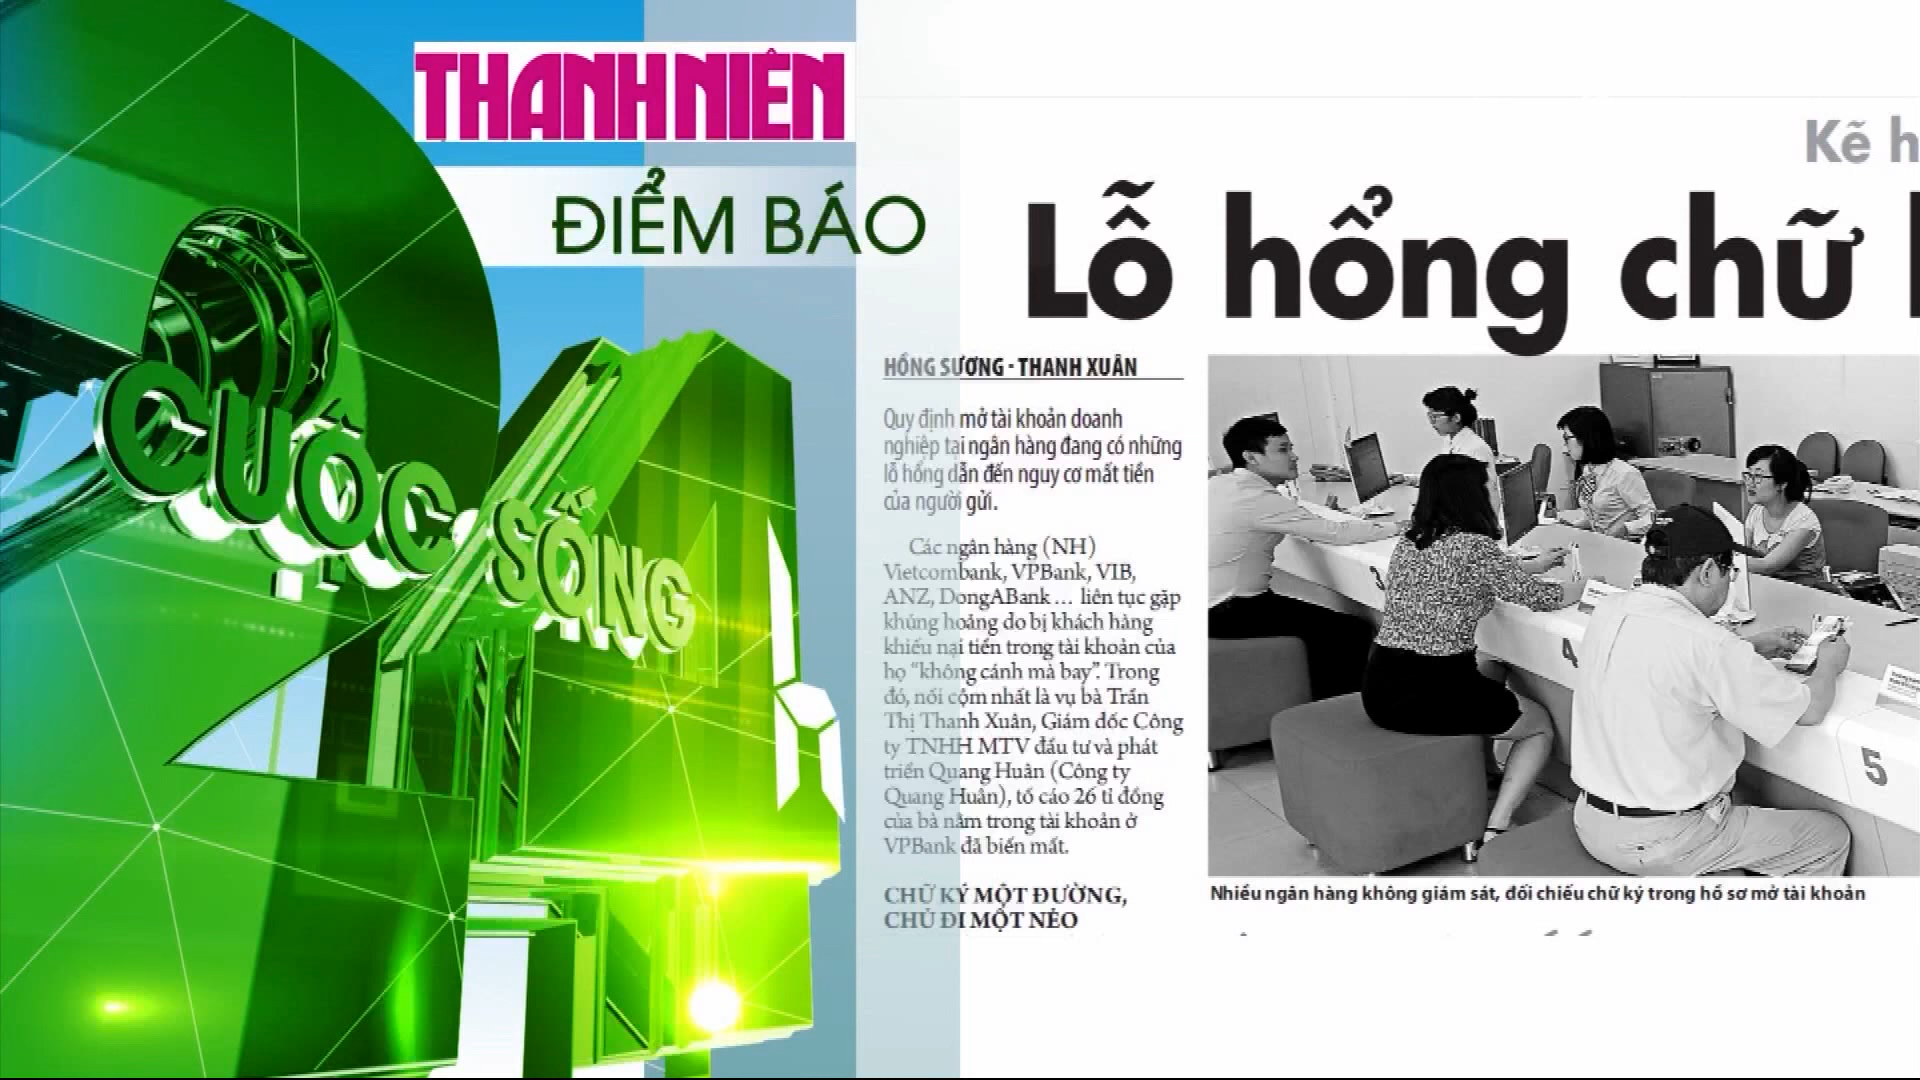 THANH NIÊN
ĐIỂM BÁO
CUỘC SỐNG
24h
Kẽ h
Lỗ hổng chữ
HỒNG SƯƠNG - THANH XUÂN
Quy định mở tài khoản doanh
nghiệp tại ngân hàng đang có những
lỗ hổng dẫn đến nguy cơ mất tiền
của người gửi.
Các ngân hàng (NH)
Vietcombank, VPBank, VIB,
ANZ, DongABank ... liên tục gặp
khủng hoảng do bị khách hàng
khiếu nại tiền trong tài khoản của
họ “không cánh mà bay”. Trong
đó, nổi cộm nhất là vụ bà Trần
Thị Thanh Xuân, Giám đốc Công
ty TNHH MTV đầu tư và phát
triển Quang Huân (Công ty
Quang Huân), tố cáo 26 tỉ đồng
của bà nằm trong tài khoản ở
VPBank đã biến mất.
CHỮ KÝ MỘT ĐƯỜNG,
CHỦ ĐI MỘT NẺO
3
4
5
Nhiều ngân hàng không giám sát, đối chiếu chữ ký trong hồ sơ mở tài khoản